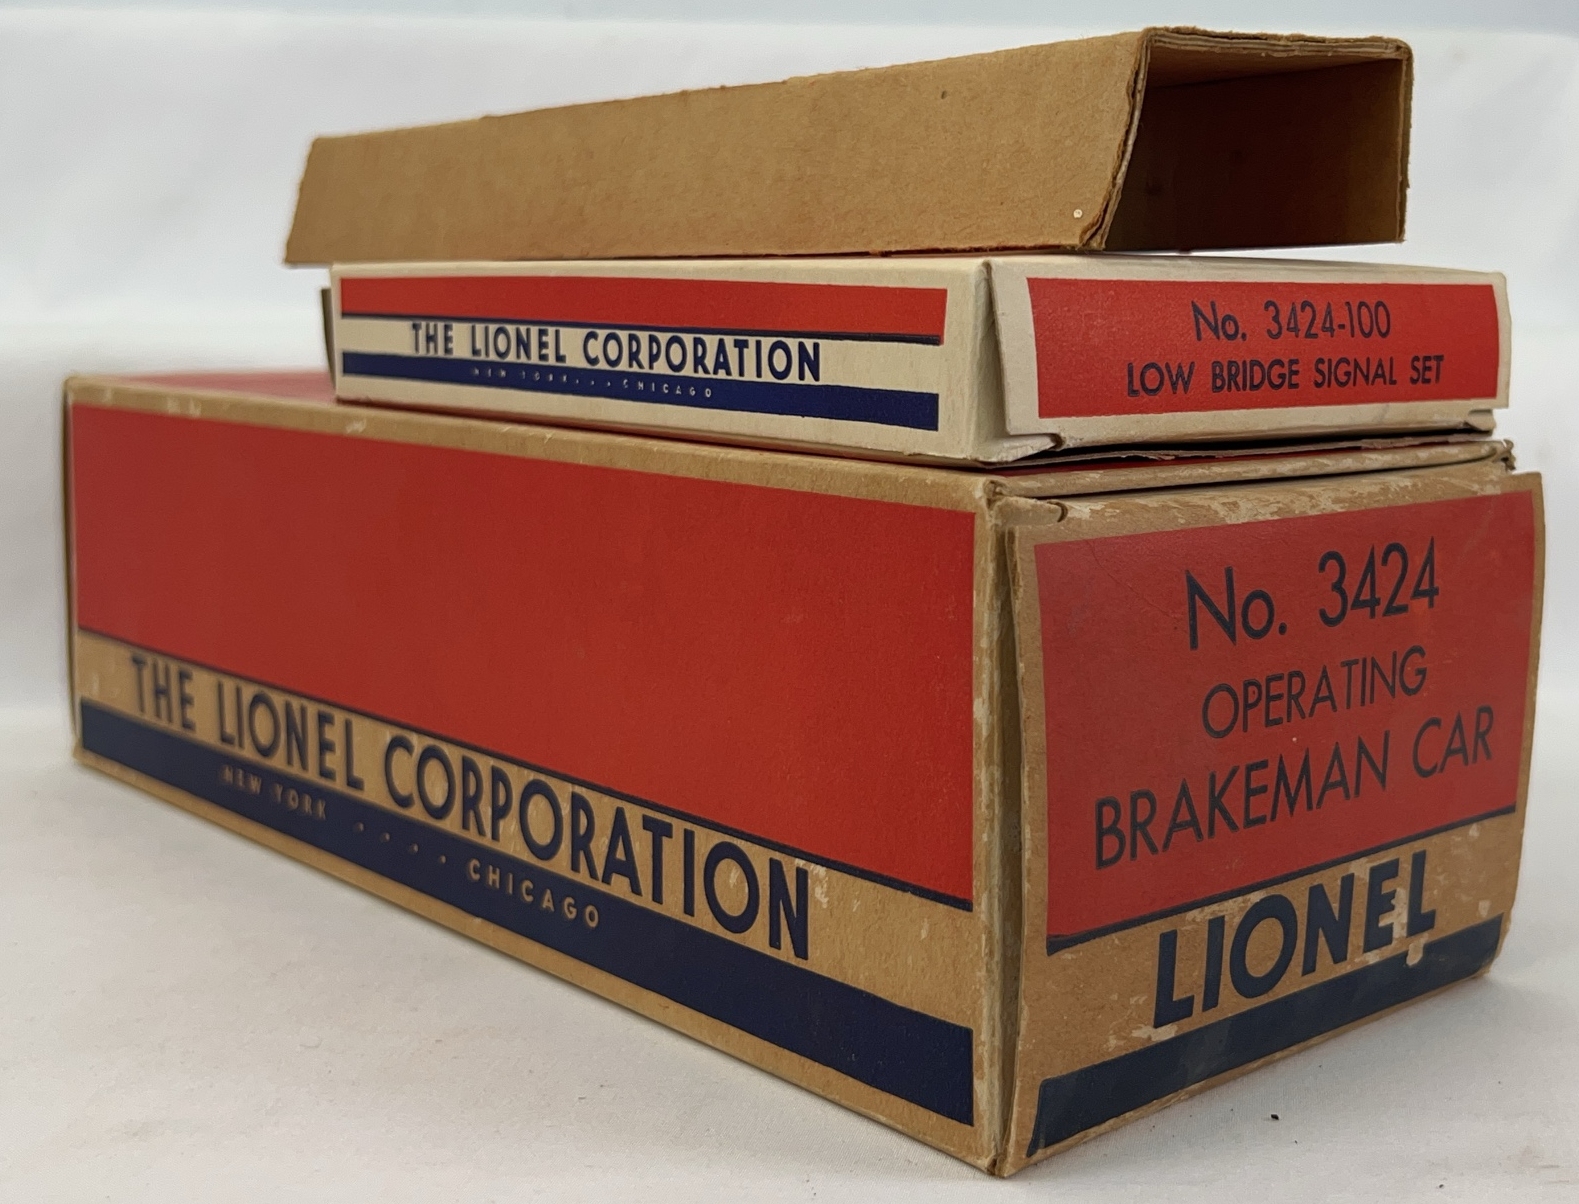 THE LIONEL CORPORATION
NEW YORK . . . CHICAGO
No. 3424-100
LOW BRIDGE SIGNAL SET
THE LIONEL CORPORATION
NEW YORK . . . . CHICAGO
No. 3424
OPERATING
BRAKEMAN CAR
LIONEL